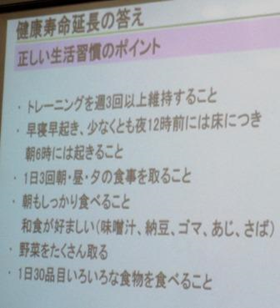 健康寿命延長の答え
正しい生活習慣のポイント
・トレーニングを週3回以上維持すること
・早寝早起き、少なくとも夜12時前には床につき
朝6時には起きること
・1日3回朝・昼・夕の食事を取ること
・朝もしっかり食べること
和食が好ましい(味噌汁、納豆、ゴマ、あじ、さば)
・野菜をたくさん取る
・1日30品目いろいろな食物を食べること